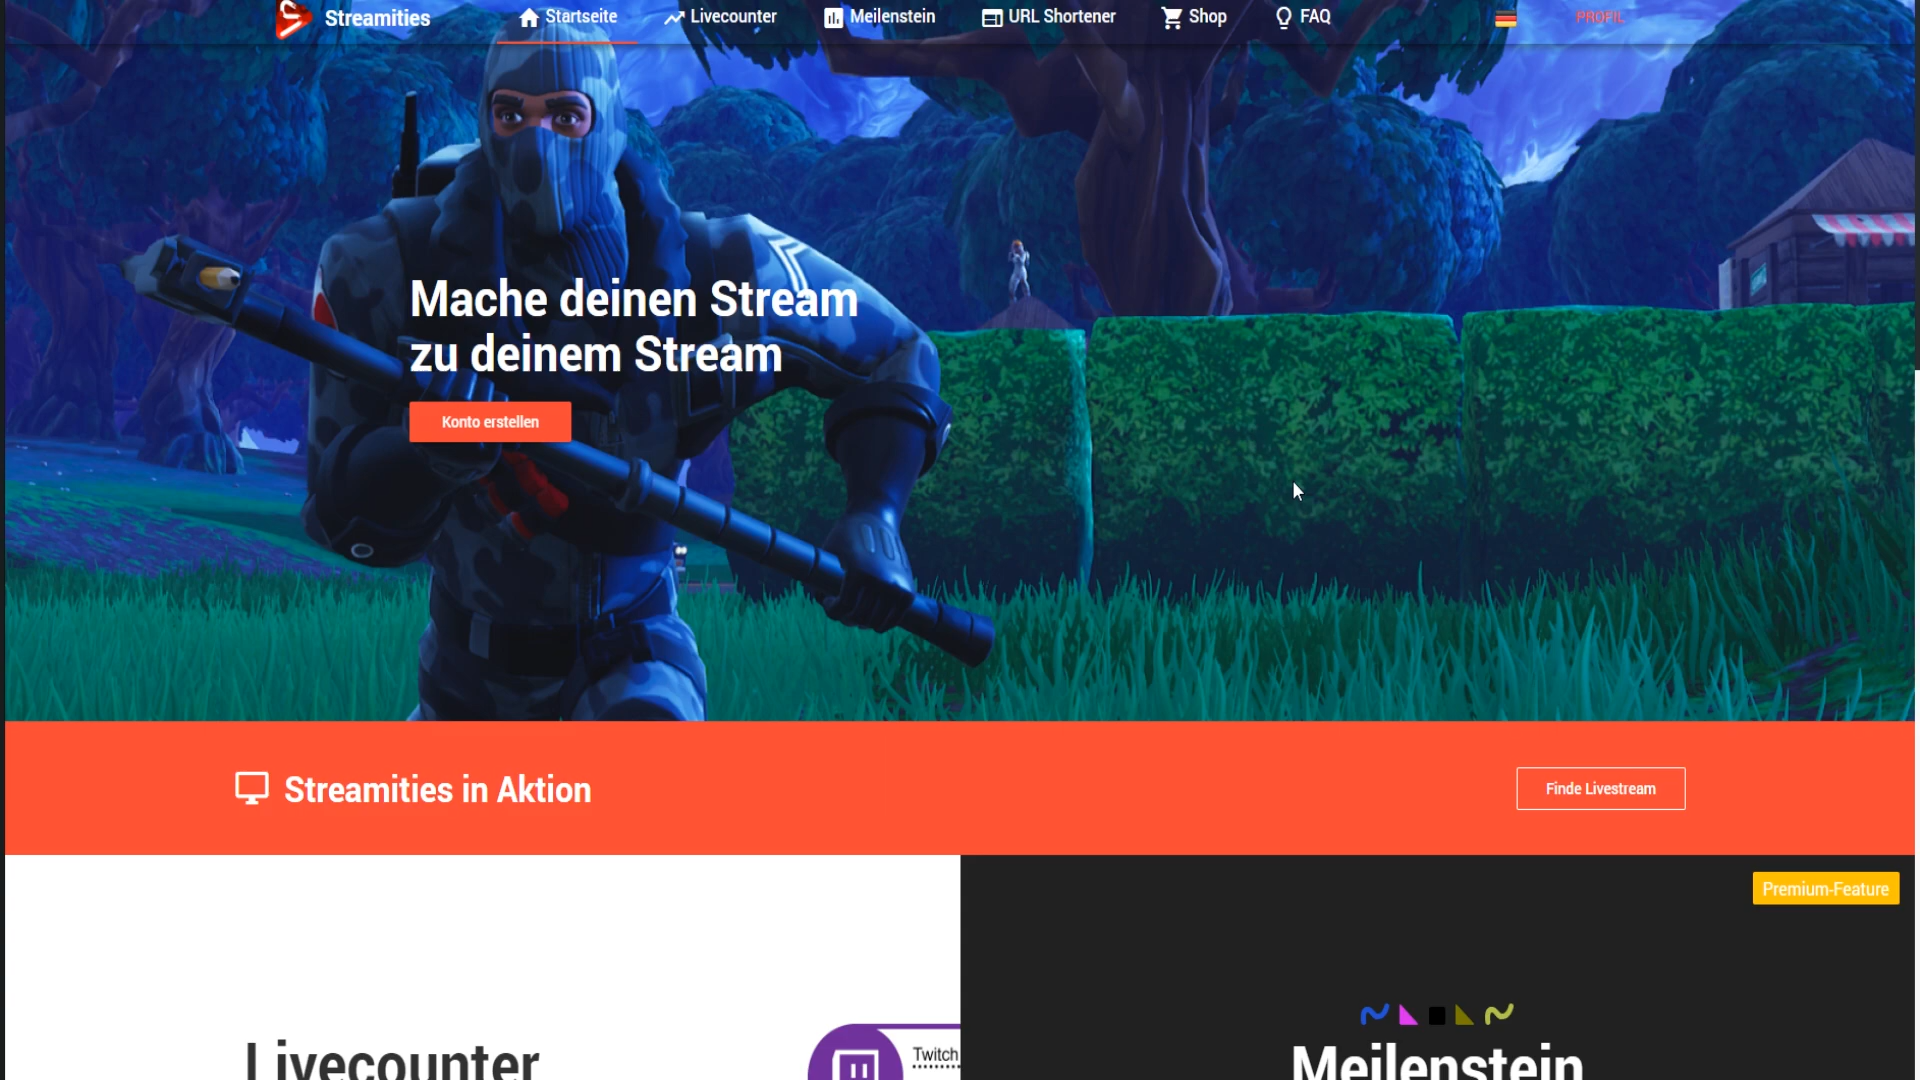 Streamities
Startseite
Livecounter
Meilenstein
URL Shortener
Shop
FAQ
PROFIL
Mache deinen Stream
zu deinem Stream
Konto erstellen
Streamities in Aktion
Finde Livestream
Premium-Feature
Livecounter
Twitch
Meilenstein